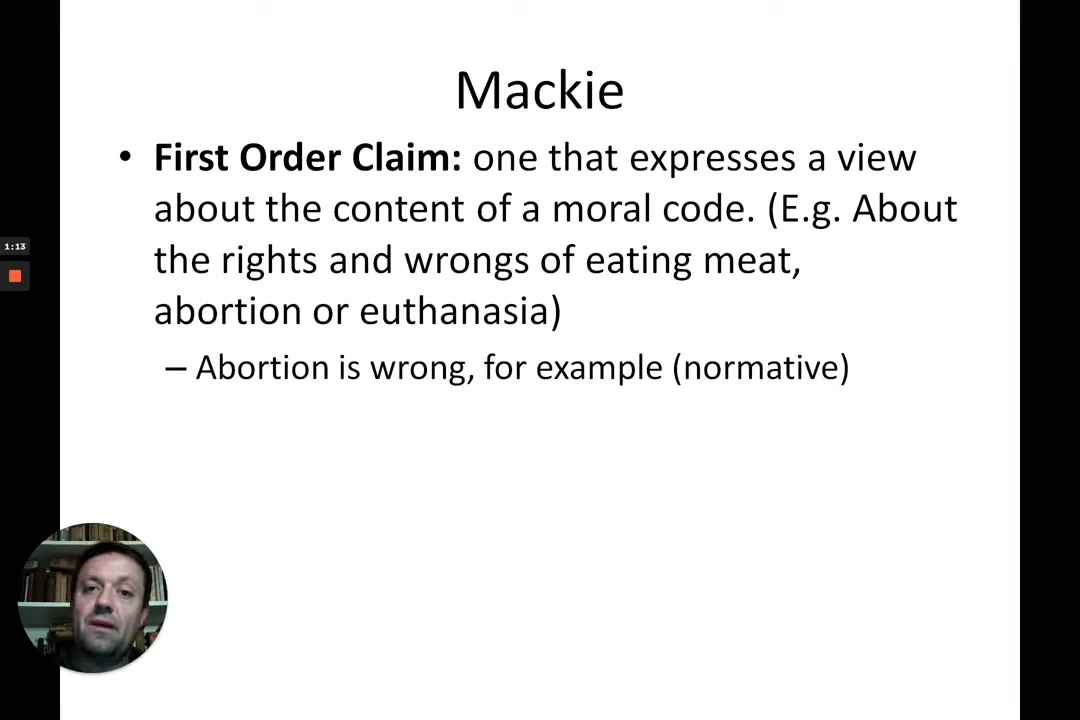 Mackie
• First Order Claim: one that expresses a view
about the content of a moral code. (E.g. About
the rights and wrongs of eating meat,
abortion or euthanasia)
– Abortion is wrong, for example (normative)
1:13